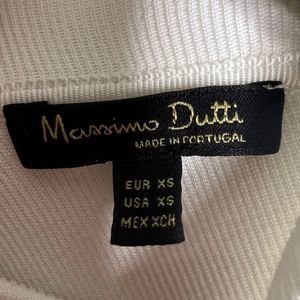 Massimo Dutti
MADE IN PORTUGAL
EUR XS
USA XS
MEX XCH